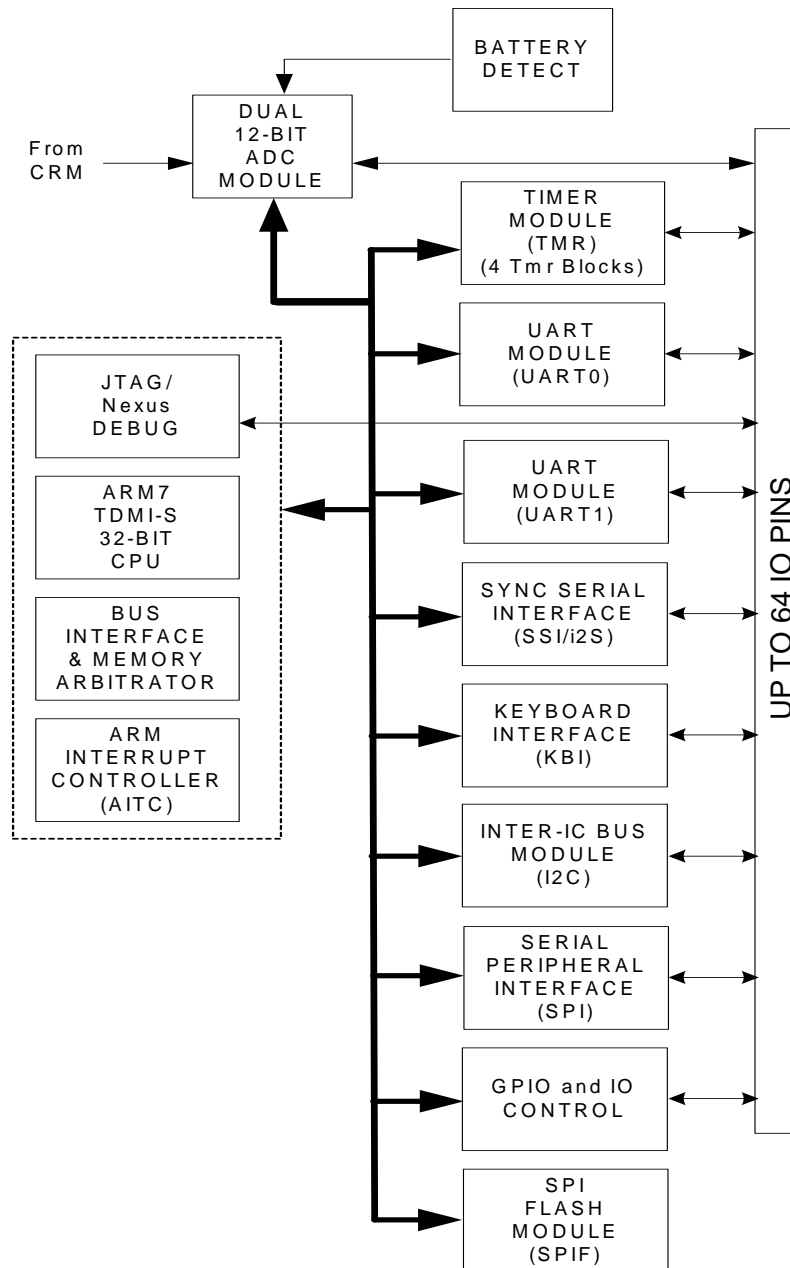 BATTERY
DETECT
DUAL
12-BIT
ADC
MODULE
From
CRM
TIMER
MODULE
(TMR)
(4 Tmr Blocks)
UART
MODULE
(UART0)
JTAG/
Nexus
DEBUG
UART
MODULE
(UART1)
ARM7
TDMI-S
32-BIT
CPU
SYNC SERIAL
INTERFACE
(SSI/i2S)
BUS
INTERFACE
& MEMORY
ARBITRATOR
KEYBOARD
INTERFACE
(KBI)
ARM
INTERRUPT
CONTROLLER
(AITC)
INTER-IC BUS
MODULE
(I2C)
SERIAL
PERIPHERAL
INTERFACE
(SPI)
GPIO and IO
CONTROL
SPI
FLASH
MODULE
(SPIF)
UP TO 64 IO PINS